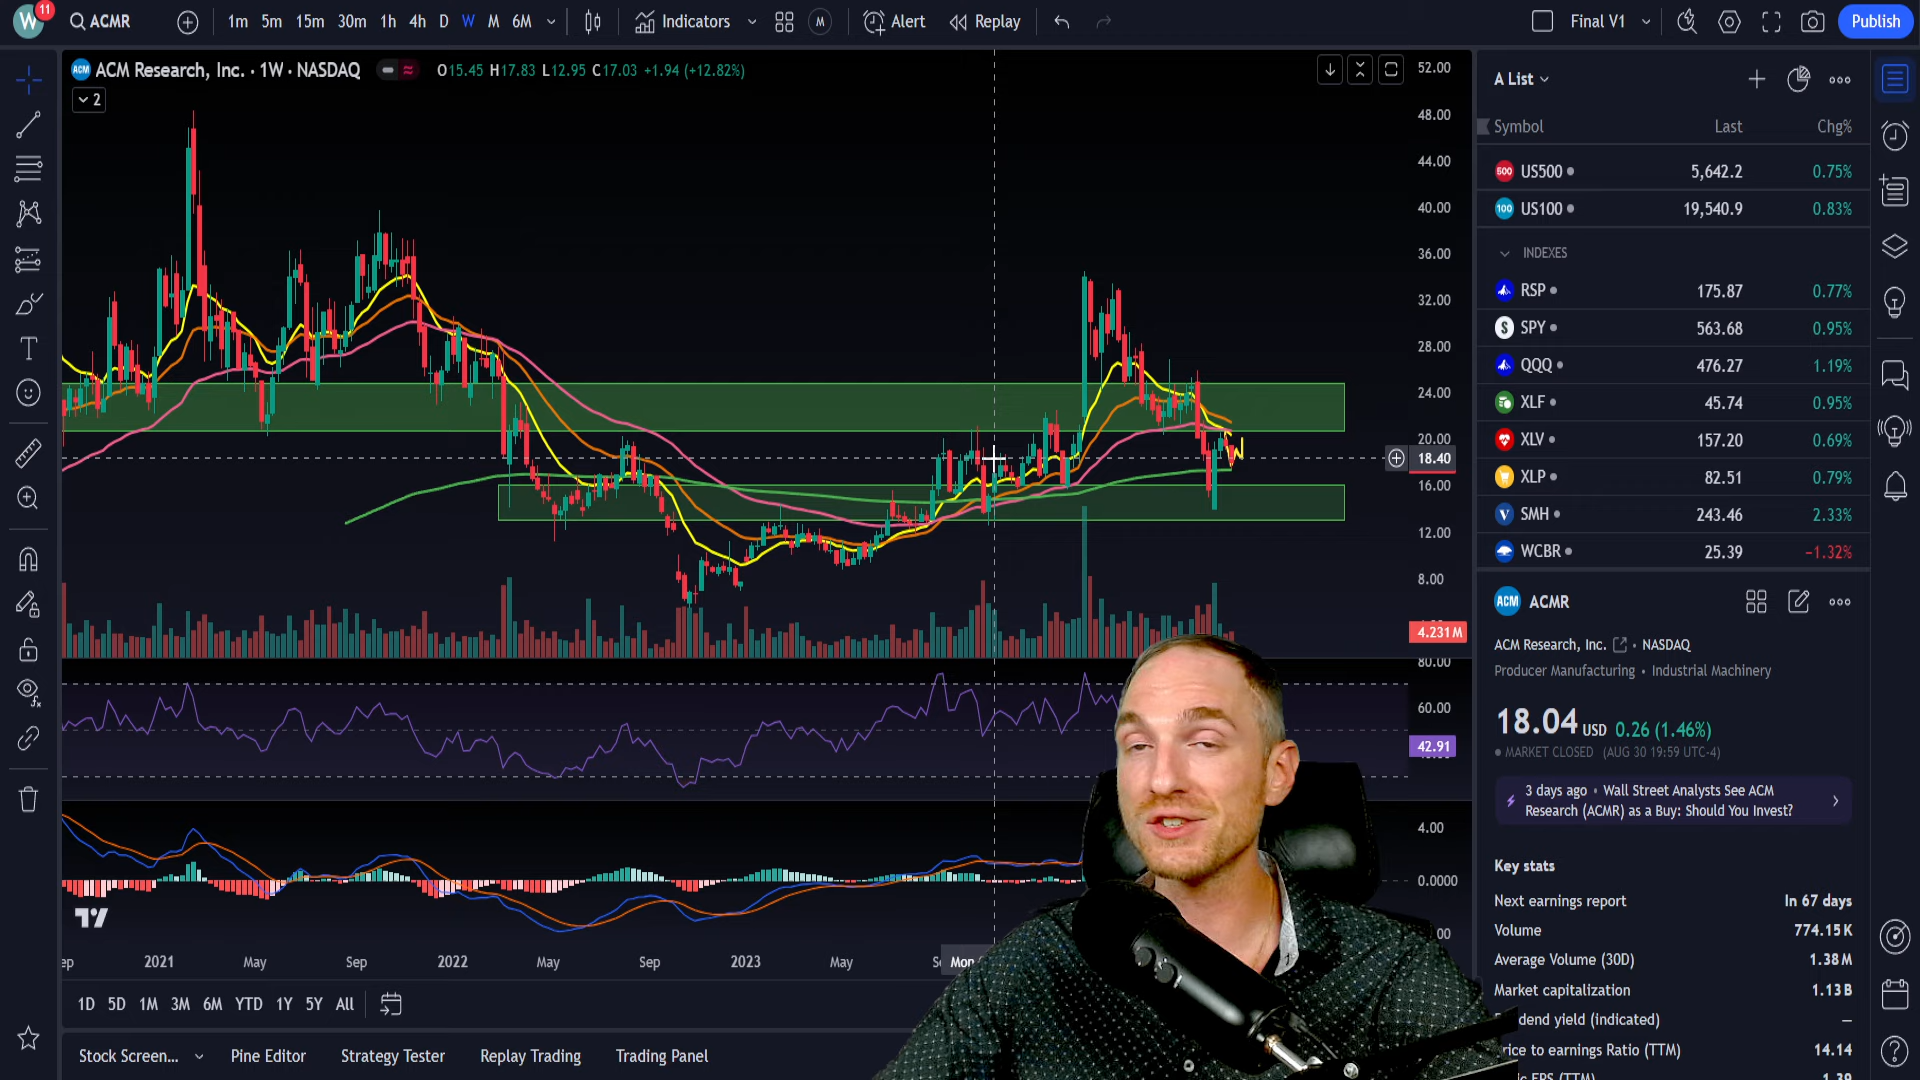 W 11 ACMR 1m 5m 15m 30m 1h 4h D W M 6M Indicators M Alert Replay Final V1 Publish
ACM ACM Research, Inc. · 1W · NASDAQ O15.45 H17.83 L12.95 C17.03 +1.94 (+12.82%)
2
52.00
48.00
44.00
40.00
36.00
32.00
28.00
24.00
20.00
18.40
16.00
12.00
8.00
4.231M
80.00
60.00
42.91
4.00
0.0000
2021 May Sep 2022 May Sep 2023 May Mon
1D 5D 1M 3M 6M YTD 1Y 5Y All
Stock Screen... Pine Editor Strategy Tester Replay Trading Trading Panel
A List
Symbol Last Chg%
500 US500 5,642.2 0.75%
100 US100 19,540.9 0.83%
INDEXES
RSP 175.87 0.77%
SPY 563.68 0.95%
QQQ 476.27 1.19%
XLF 45.74 0.95%
XLV 157.20 0.69%
XLP 82.51 0.79%
SMH 243.46 2.33%
WCBR 25.39 −1.32%
ACM ACMR
ACM Research, Inc. • NASDAQ
Producer Manufacturing • Industrial Machinery
18.04 USD 0.26 (1.46%)
MARKET CLOSED (AUG 30 19:59 UTC-4)
3 days ago • Wall Street Analysts See ACM
Research (ACMR) as a Buy: Should You Invest?
Key stats
Next earnings report In 67 days
Volume 774.15K
Average Volume (30D) 1.38M
Market capitalization 1.13B
yield (indicated) —
to earnings Ratio (TTM) 14.14